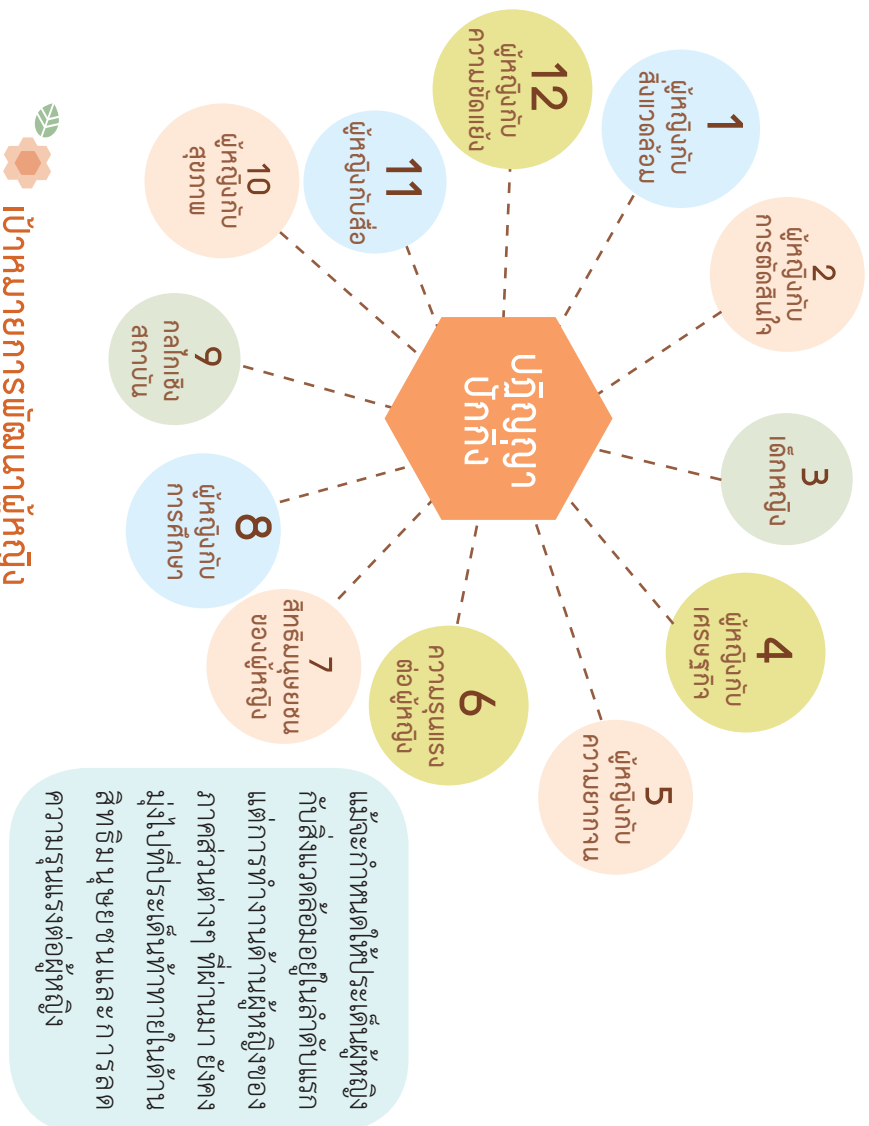 ปฏิญญา
ปักกิง
1
ผู้หญิงกับ
สิ่งแวดล้อม
2
ผู้หญิงกับ
การตัดสินใจ
3
เด็กหญิง
4
ผู้หญิงกับ
เศรษฐกิจ
5
ผู้หญิงกับ
ความยากจน
6
ความรุนแรง
ต่อผู้หญิง
7
สิทธิมนุษยชน
ของผู้หญิง
8
ผู้หญิงกับ
การศึกษา
9
กลไกเชิง
สถาบัน
10
ผู้หญิงกับ
สุขภาพ
11
ผู้หญิงกับสื่อ
12
ผู้หญิงกับ
ความขัดแย้ง
แม้จะกำหนดให้ประเด็นผู้หญิง
กับสิ่งแวดล้อมอยู่ในลำดับแรก
แต่การทำงานด้านผู้หญิงของ
ภาคส่วนต่างๆ ที่ผ่านมา ยังคง
มุ่งไปที่ประเด็นท้าทายในด้าน
สิทธิมนุษยชนและการลด
ความรุนแรงต่อผู้หญิง
เป้าหมายการพัฒนาผู้หญิง